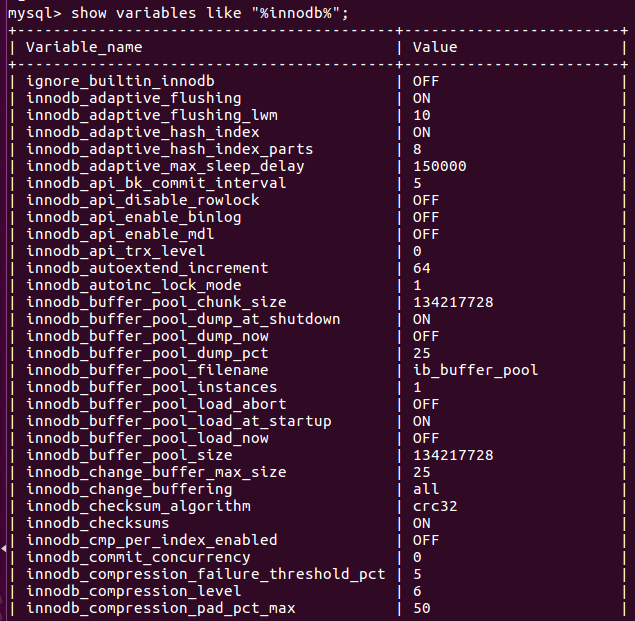 mysql> show variables like "%innodb%";
+------------------------------------------+------------------------+
| Variable_name | Value |
+------------------------------------------+------------------------+
| ignore_builtin_innodb | OFF |
| innodb_adaptive_flushing | ON |
| innodb_adaptive_flushing_lwm | 10 |
| innodb_adaptive_hash_index | ON |
| innodb_adaptive_hash_index_parts | 8 |
| innodb_adaptive_max_sleep_delay | 150000 |
| innodb_api_bk_commit_interval | 5 |
| innodb_api_disable_rowlock | OFF |
| innodb_api_enable_binlog | OFF |
| innodb_api_enable_mdl | OFF |
| innodb_api_trx_level | 0 |
| innodb_autoextend_increment | 64 |
| innodb_autoinc_lock_mode | 1 |
| innodb_buffer_pool_chunk_size | 134217728 |
| innodb_buffer_pool_dump_at_shutdown | ON |
| innodb_buffer_pool_dump_now | OFF |
| innodb_buffer_pool_dump_pct | 25 |
| innodb_buffer_pool_filename | ib_buffer_pool |
| innodb_buffer_pool_instances | 1 |
| innodb_buffer_pool_load_abort | OFF |
| innodb_buffer_pool_load_at_startup | ON |
| innodb_buffer_pool_load_now | OFF |
| innodb_buffer_pool_size | 134217728 |
| innodb_change_buffer_max_size | 25 |
| innodb_change_buffering | all |
| innodb_checksum_algorithm | crc32 |
| innodb_checksums | ON |
| innodb_cmp_per_index_enabled | OFF |
| innodb_commit_concurrency | 0 |
| innodb_compression_failure_threshold_pct | 5 |
| innodb_compression_level | 6 |
| innodb_compression_pad_pct_max | 50 |